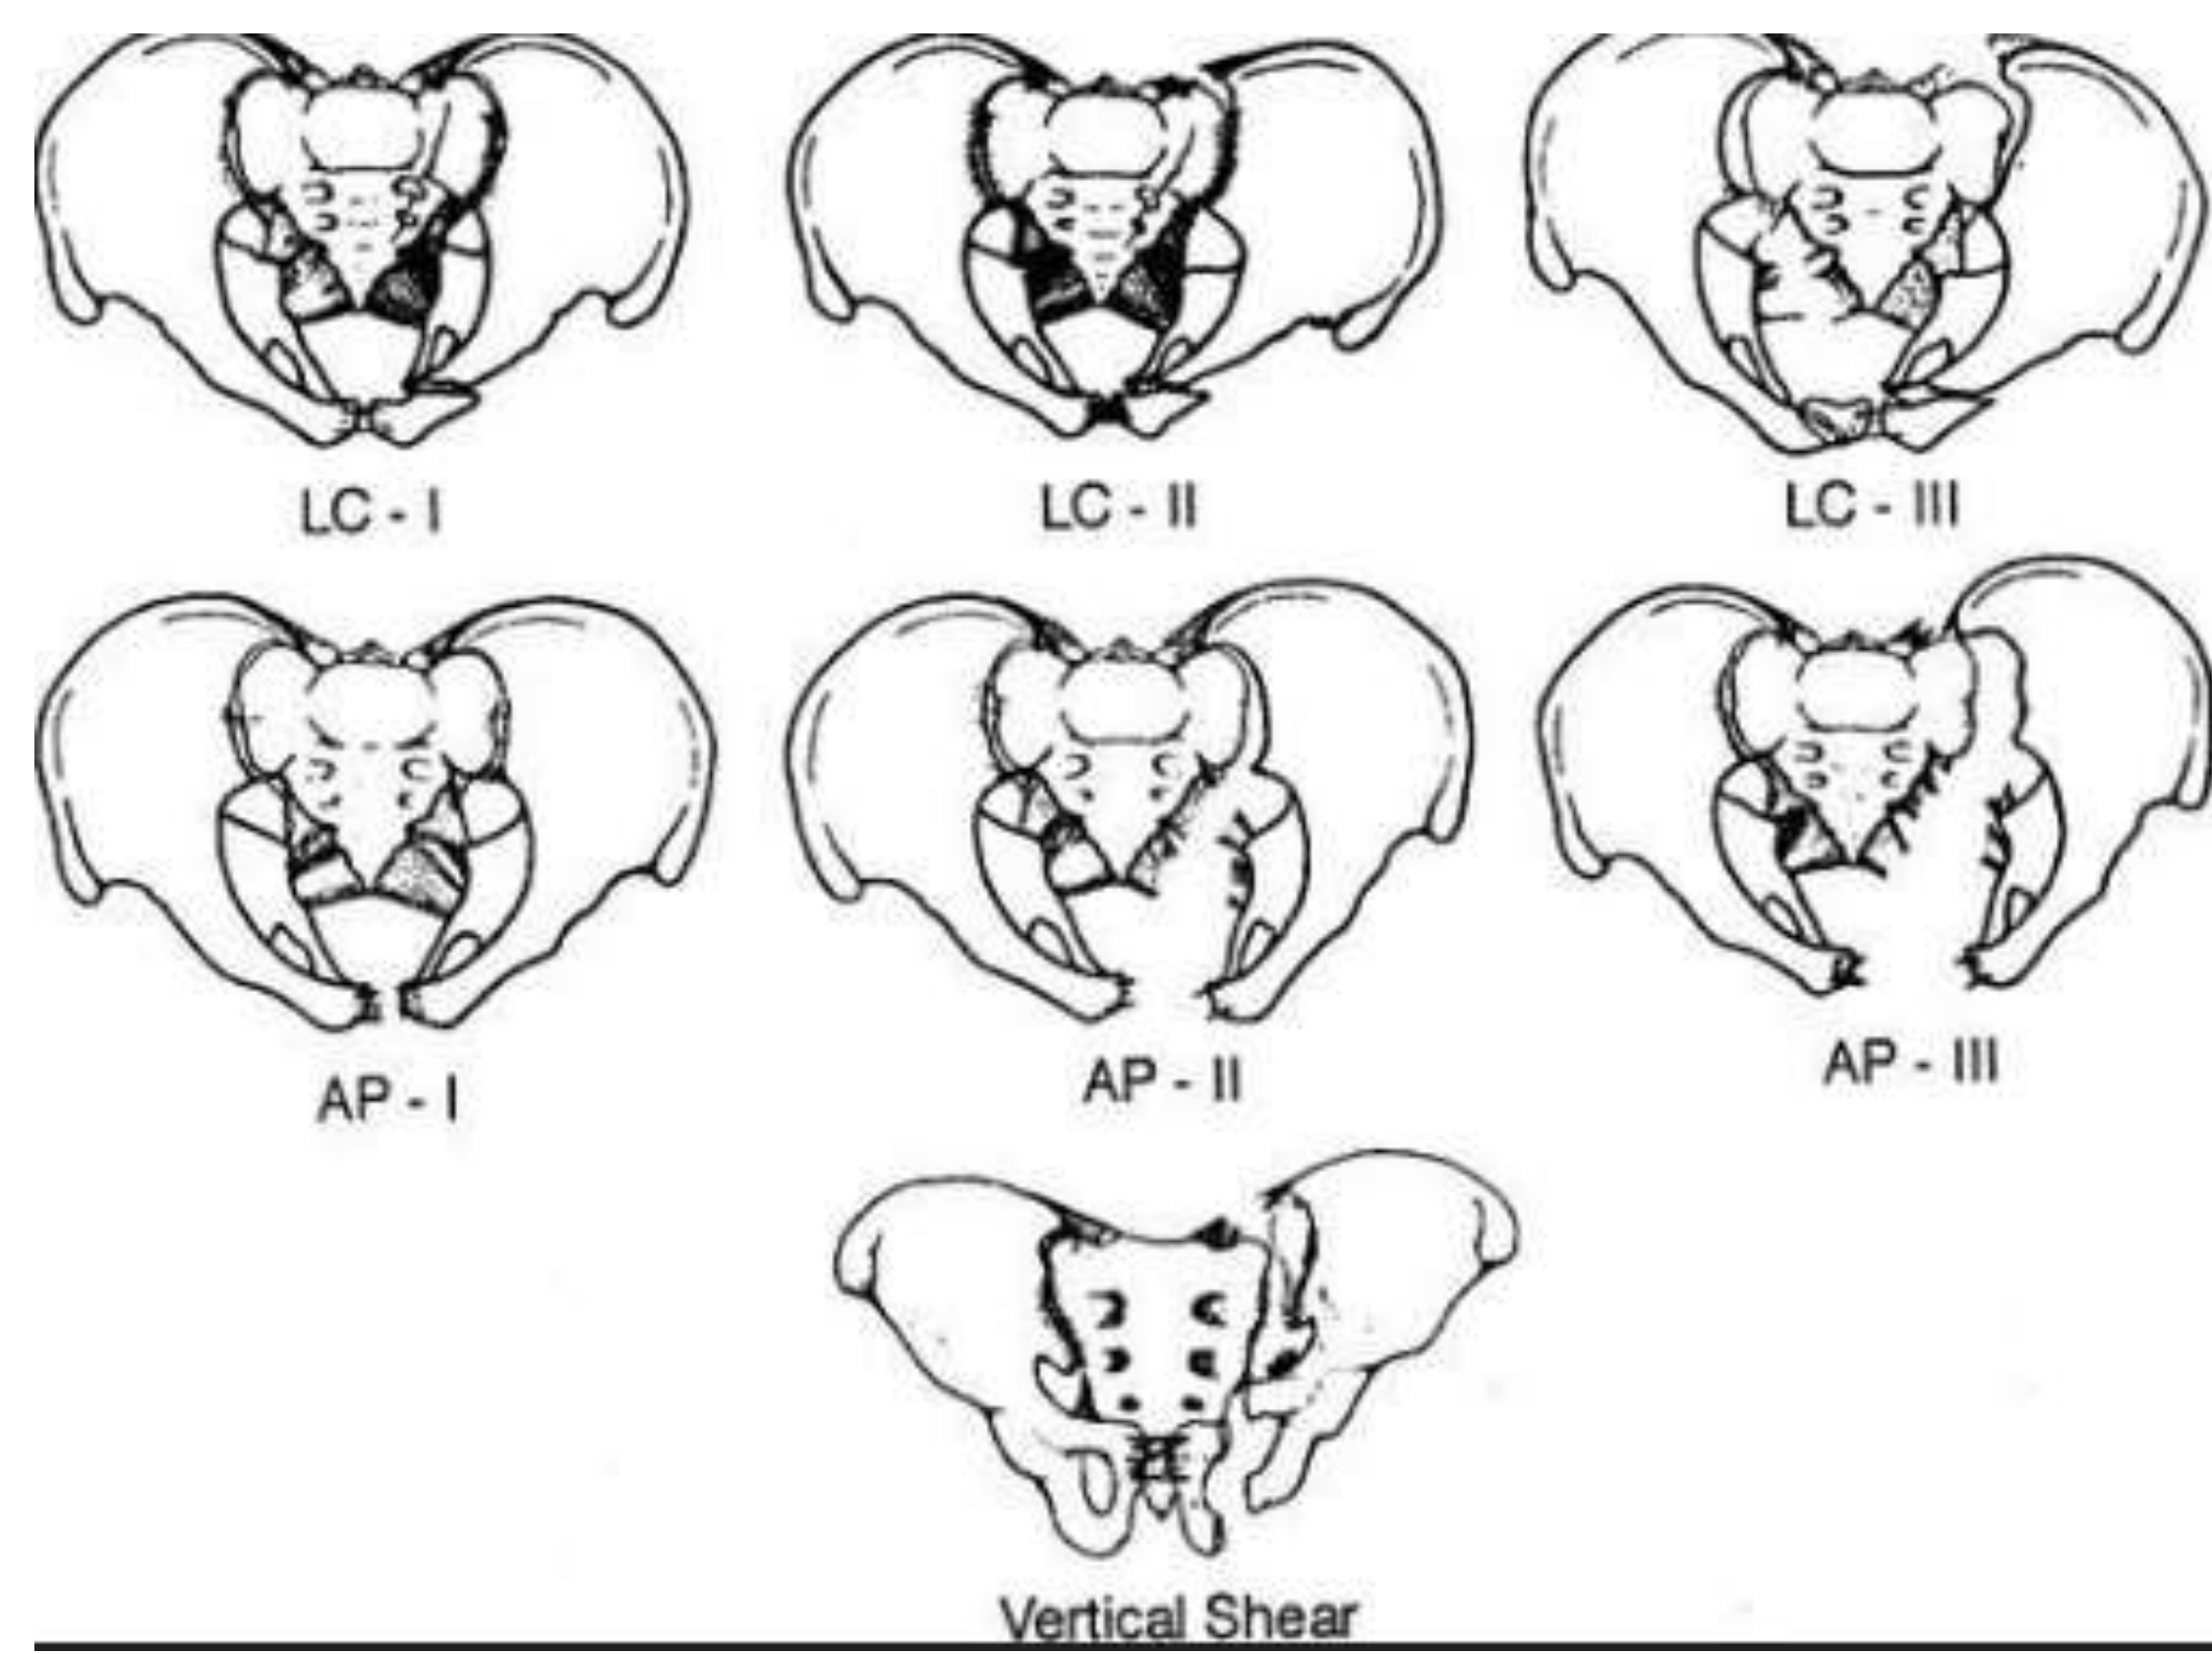 LC - I
LC - II
LC - III
AP - I
AP - II
AP - III
Vertical Shear